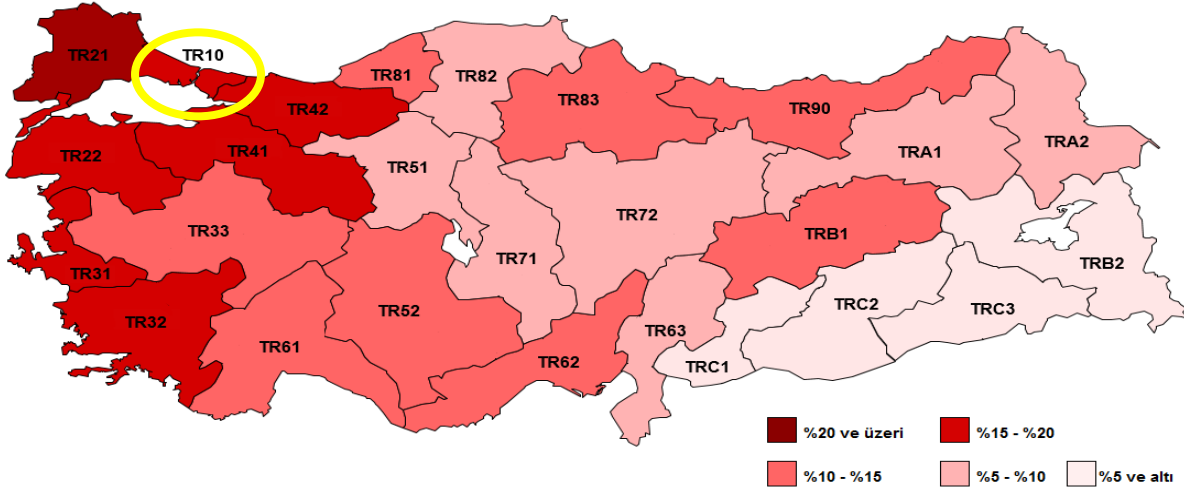 TR21
TR10
TR81
TR82
TR83
TR42
TR90
TR22
TR41
TR51
TRA1
TRA2
TR33
TR72
TRB1
TR31
TR71
TRB2
TR32
TR52
TRC2
TRC3
TR61
TR62
TR63
TRC1
%20 ve üzeri
%15 - %20
%10 - %15
%5 - %10
%5 ve altı